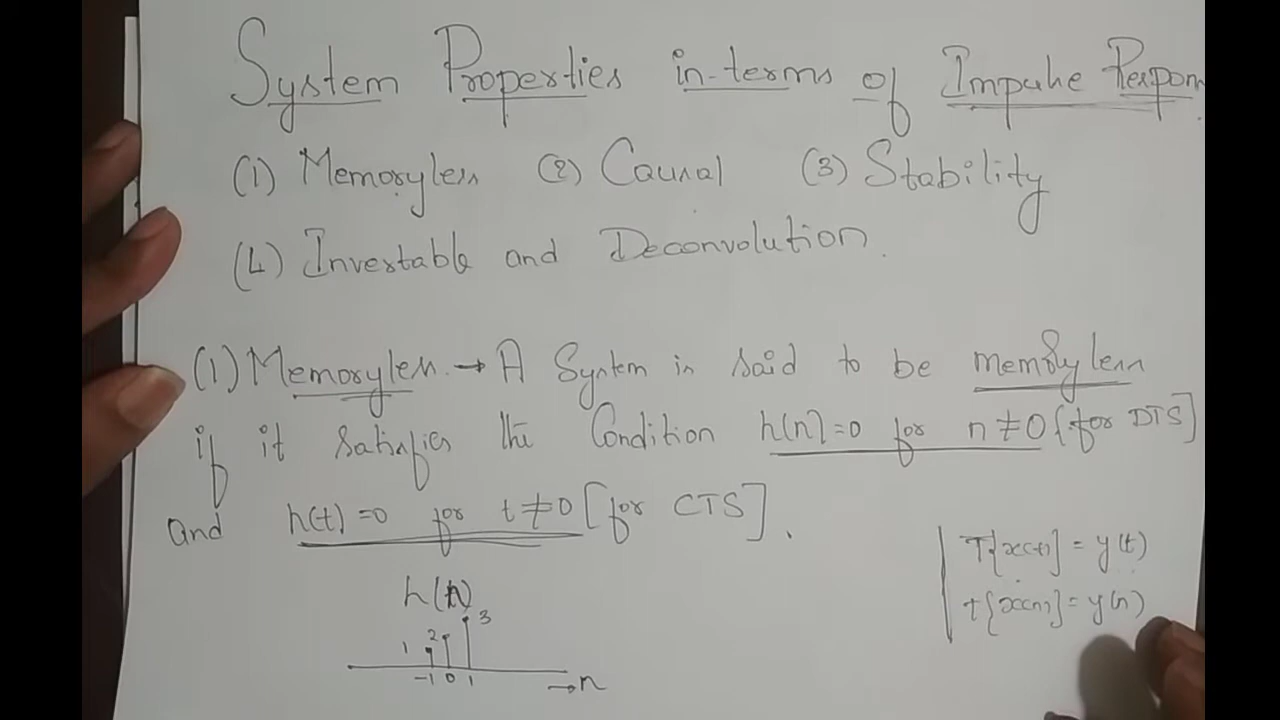 System Properties in-terms of Impulse Respon
(1) Memoryless (2) Causal (3) Stability
(4) Invertable and Deconvolution.
(1) Memoryless → A System is said to be memoryless
if it satisfies the Condition h(n)=0 for n≠0 [for DTS]
and h(t)=0 for t≠0 [for CTS].
T{x(t)] = y(t)
T{x(n)] = y(n)
h(n)
1 2 3
-1 0 1 → n